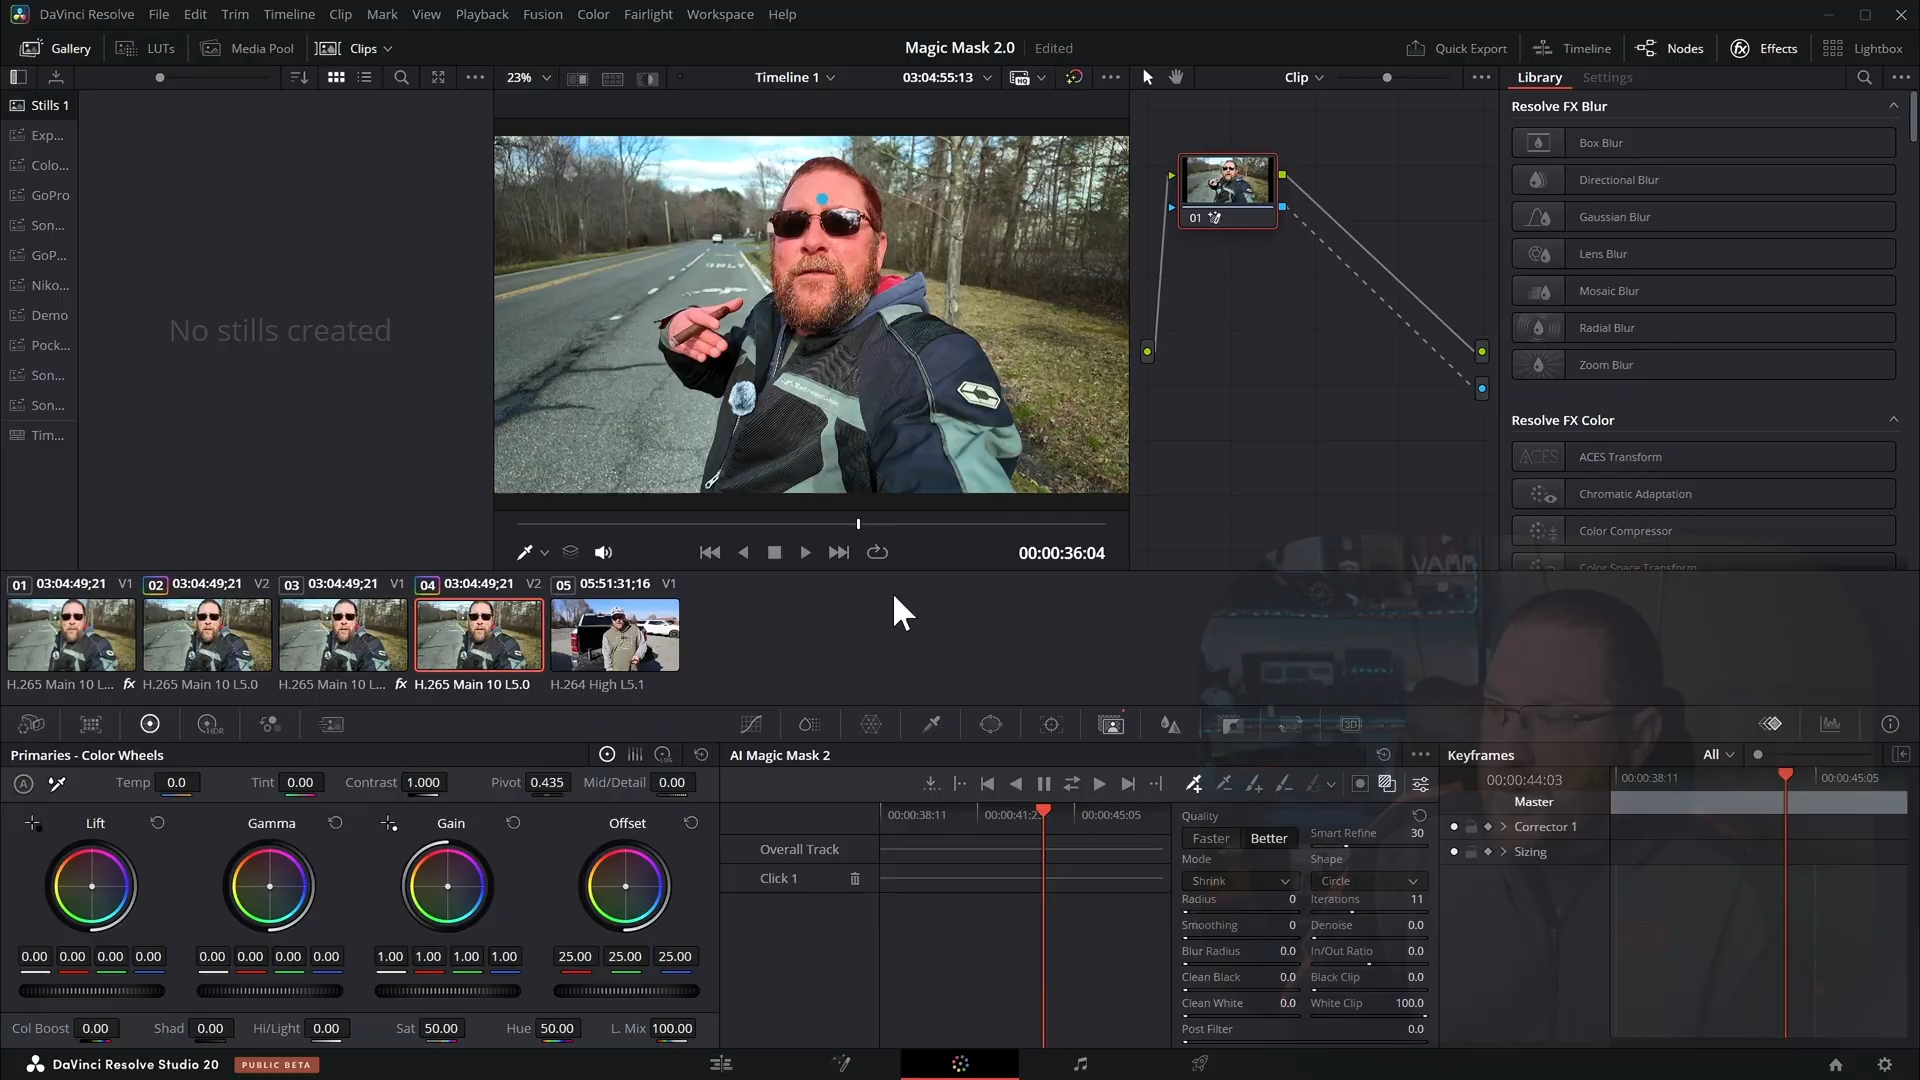 DaVinci Resolve File Edit Trim Timeline Clip Mark View Playback Fusion Color Fairlight Workspace Help
Gallery LUTs Media Pool Clips Magic Mask 2.0 Edited Quick Export Timeline Nodes Effects Lightbox
23% Timeline 1 03:04:55:13 Clip Library Settings
Stills 1
Exp...
Colo...
GoPro
Son...
GoP...
Niko...
Demo
Pock...
Son...
Son...
Tim...
No stills created
ONLY
01
Resolve FX Blur
Box Blur
Directional Blur
Gaussian Blur
Lens Blur
Mosaic Blur
Radial Blur
Zoom Blur
Resolve FX Color
ACES Transform
Chromatic Adaptation
Color Compressor
Color Space Transform
00:00:36:04
01 03:04:49;21 V1 02 03:04:49;21 V2 03 03:04:49;21 V1 04 03:04:49;21 V2 05 05:51:31;16 V1
H.265 Main 10 L... fx H.265 Main 10 L5.0 H.265 Main 10 L... fx H.265 Main 10 L5.0 H.264 High L5.1
HDR 3D
Primaries - Color Wheels LOG
A Temp 0.0 Tint 0.00 Contrast 1.000 Pivot 0.435 Mid/Detail 0.00
Lift Gamma Gain Offset
0.00 0.00 0.00 0.00 0.00 0.00 0.00 0.00 1.00 1.00 1.00 1.00 25.00 25.00 25.00
Col Boost 0.00 Shad 0.00 Hi/Light 0.00 Sat 50.00 Hue 50.00 L. Mix 100.00
AI Magic Mask 2
00:00:38:11 00:00:41:2 00:00:45:05
Overall Track
Click 1
Quality
Faster Better Smart Refine 30
Mode Shape
Shrink Circle
Radius 0 Iterations 11
Smoothing 0 Denoise 0.0
Blur Radius 0.0 In/Out Ratio 0.0
Clean Black 0.0 Black Clip 0.0
Clean White 0.0 White Clip 100.0
Post Filter 0.0
Keyframes All
00:00:44:03 00:00:38:11 00:00:45:05
Master
Corrector 1
Sizing
DaVinci Resolve Studio 20 PUBLIC BETA